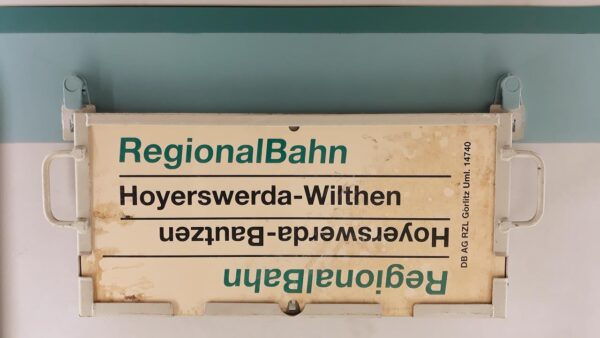 RegionalBahn
Hoyerswerda-Wilthen
Hoyerswerda-Bautzen
RegionalBahn
DB AG RZL Görlitz Uml. 14740